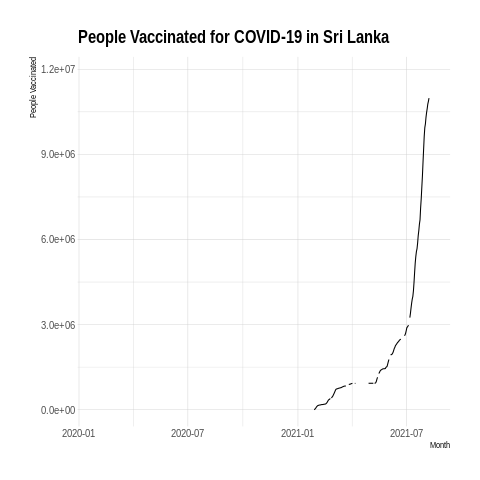 People Vaccinated for COVID-19 in Sri Lanka
People Vaccinated
1.2e+07
9.0e+06
6.0e+06
3.0e+06
0.0e+00
2020-01
2020-07
2021-01
2021-07
Month